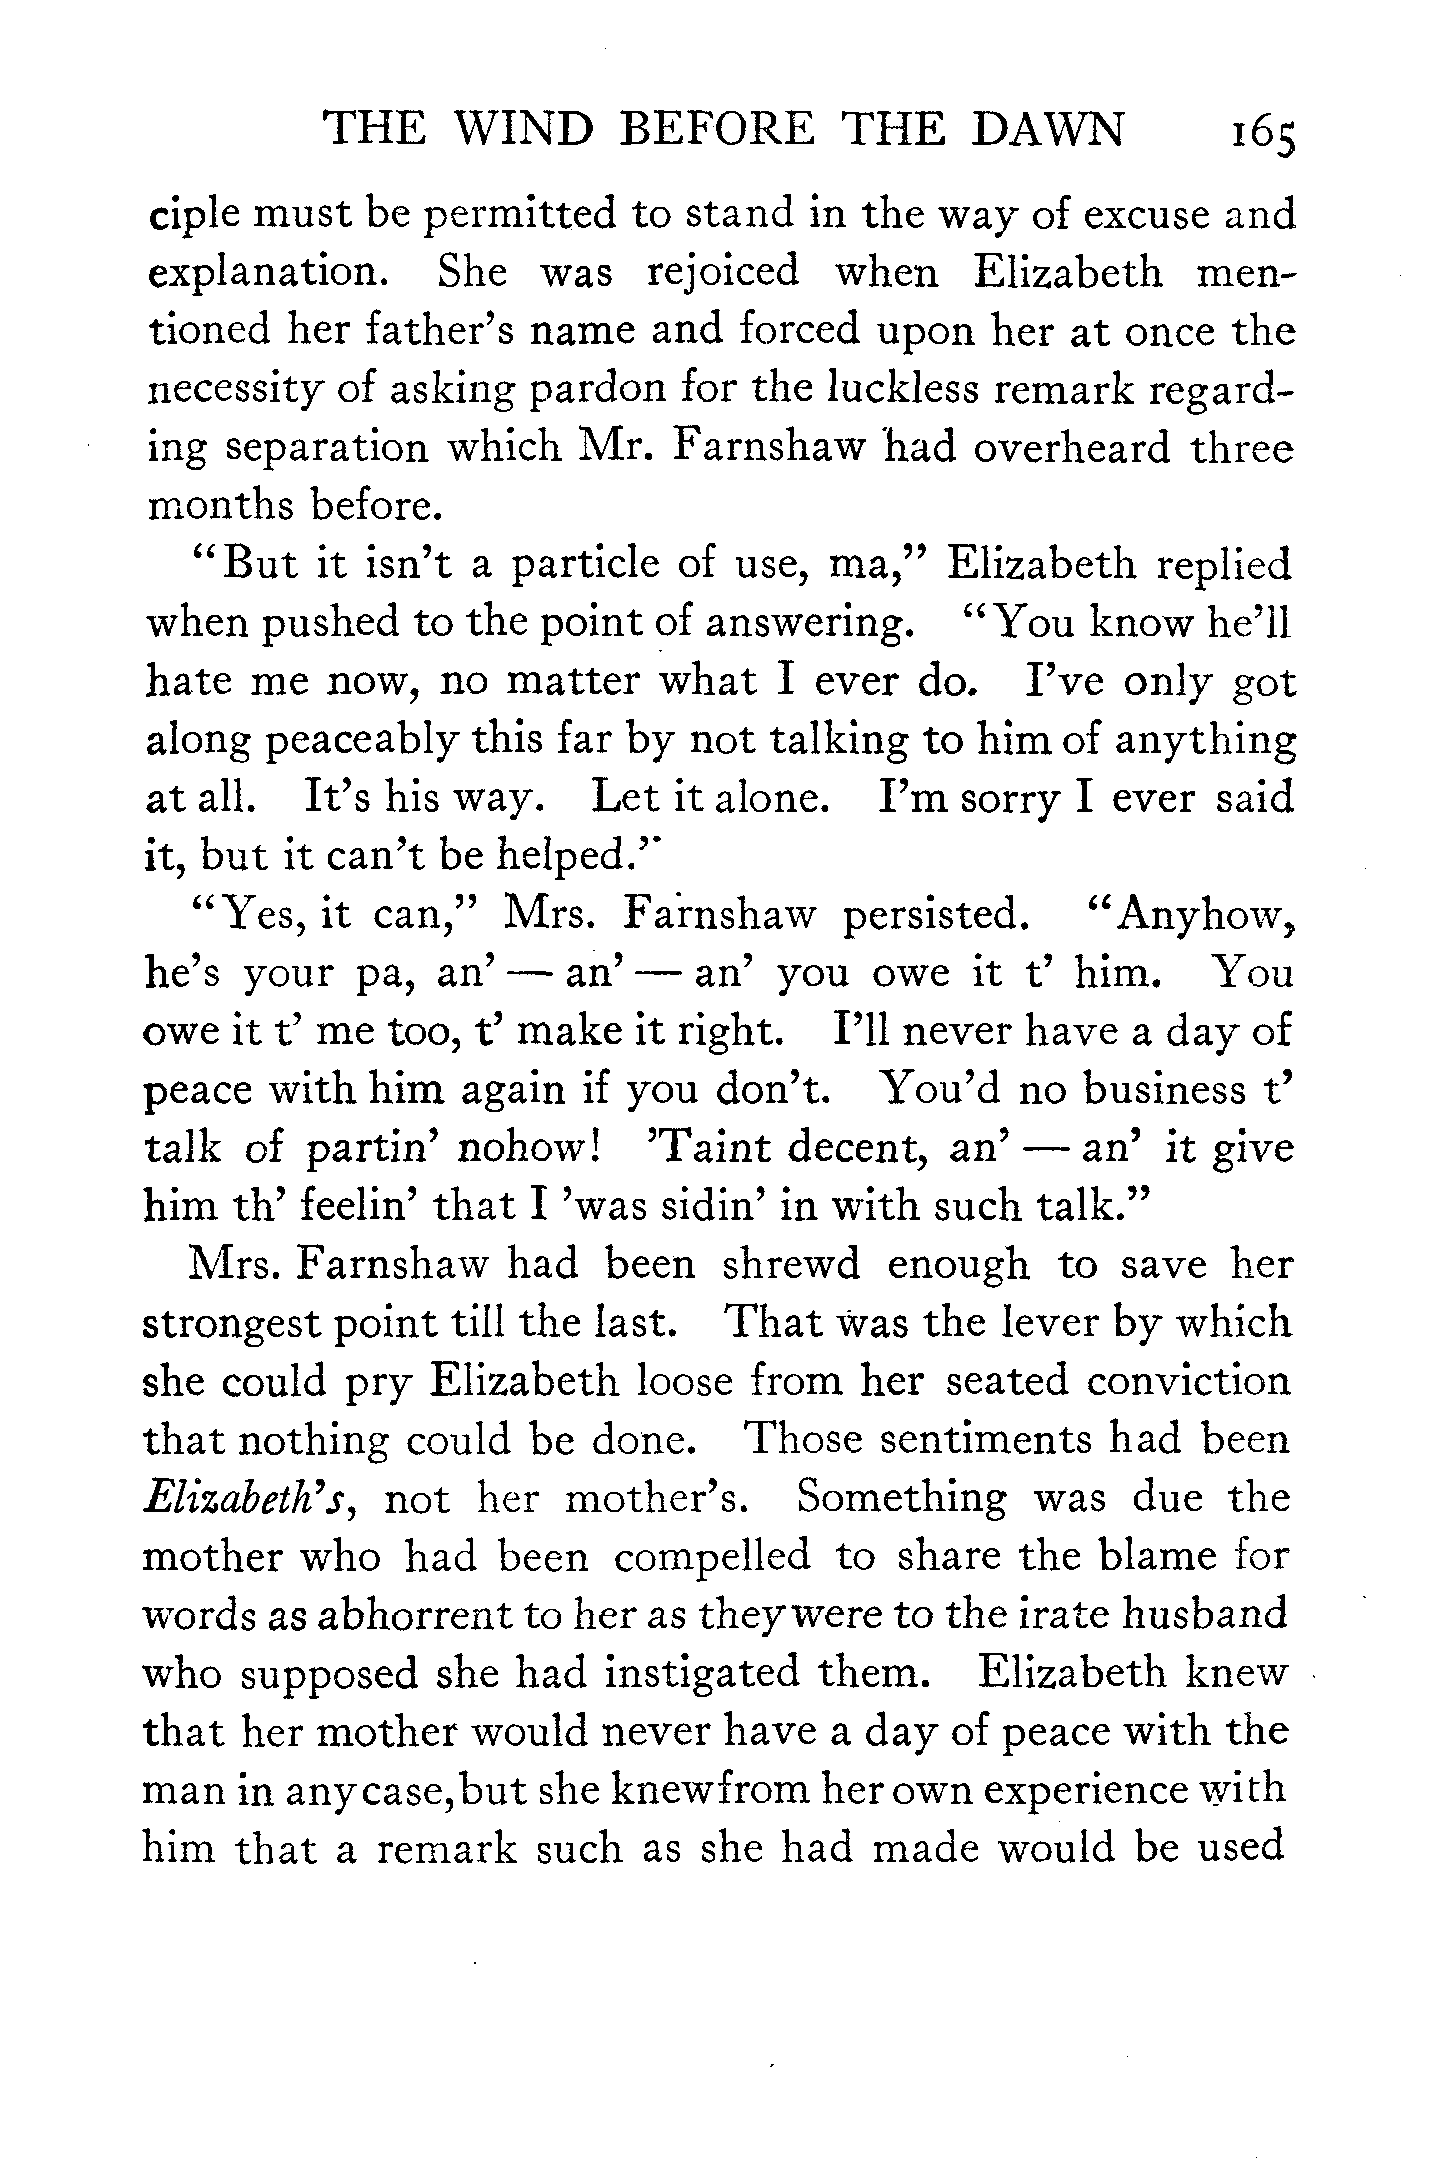 THE WIND BEFORE THE DAWN 165
ciple must be permitted to stand in the way of excuse and
explanation. She was rejoiced when Elizabeth men-
tioned her father's name and forced upon her at once the
necessity of asking pardon for the luckless remark regard-
ing separation which Mr. Farnshaw had overheard three
months before.
"But it isn't a particle of use, ma," Elizabeth replied
when pushed to the point of answering. "You know he'll
hate me now, no matter what I ever do. I've only got
along peaceably this far by not talking to him of anything
at all. It's his way. Let it alone. I'm sorry I ever said
it, but it can't be helped."
"Yes, it can," Mrs. Farnshaw persisted. "Anyhow,
he's your pa, an' — an' — an' you owe it t' him. You
owe it t' me too, t' make it right. I'll never have a day of
peace with him again if you don't. You'd no business t'
talk of partin' nohow! 'Taint decent, an' — an' it give
him th' feelin' that I 'was sidin' in with such talk."
Mrs. Farnshaw had been shrewd enough to save her
strongest point till the last. That was the lever by which
she could pry Elizabeth loose from her seated conviction
that nothing could be done. Those sentiments had been
Elizabeth's, not her mother's. Something was due the
mother who had been compelled to share the blame for
words as abhorrent to her as they were to the irate husband
who supposed she had instigated them. Elizabeth knew
that her mother would never have a day of peace with the
man in any case, but she knew from her own experience with
him that a remark such as she had made would be used